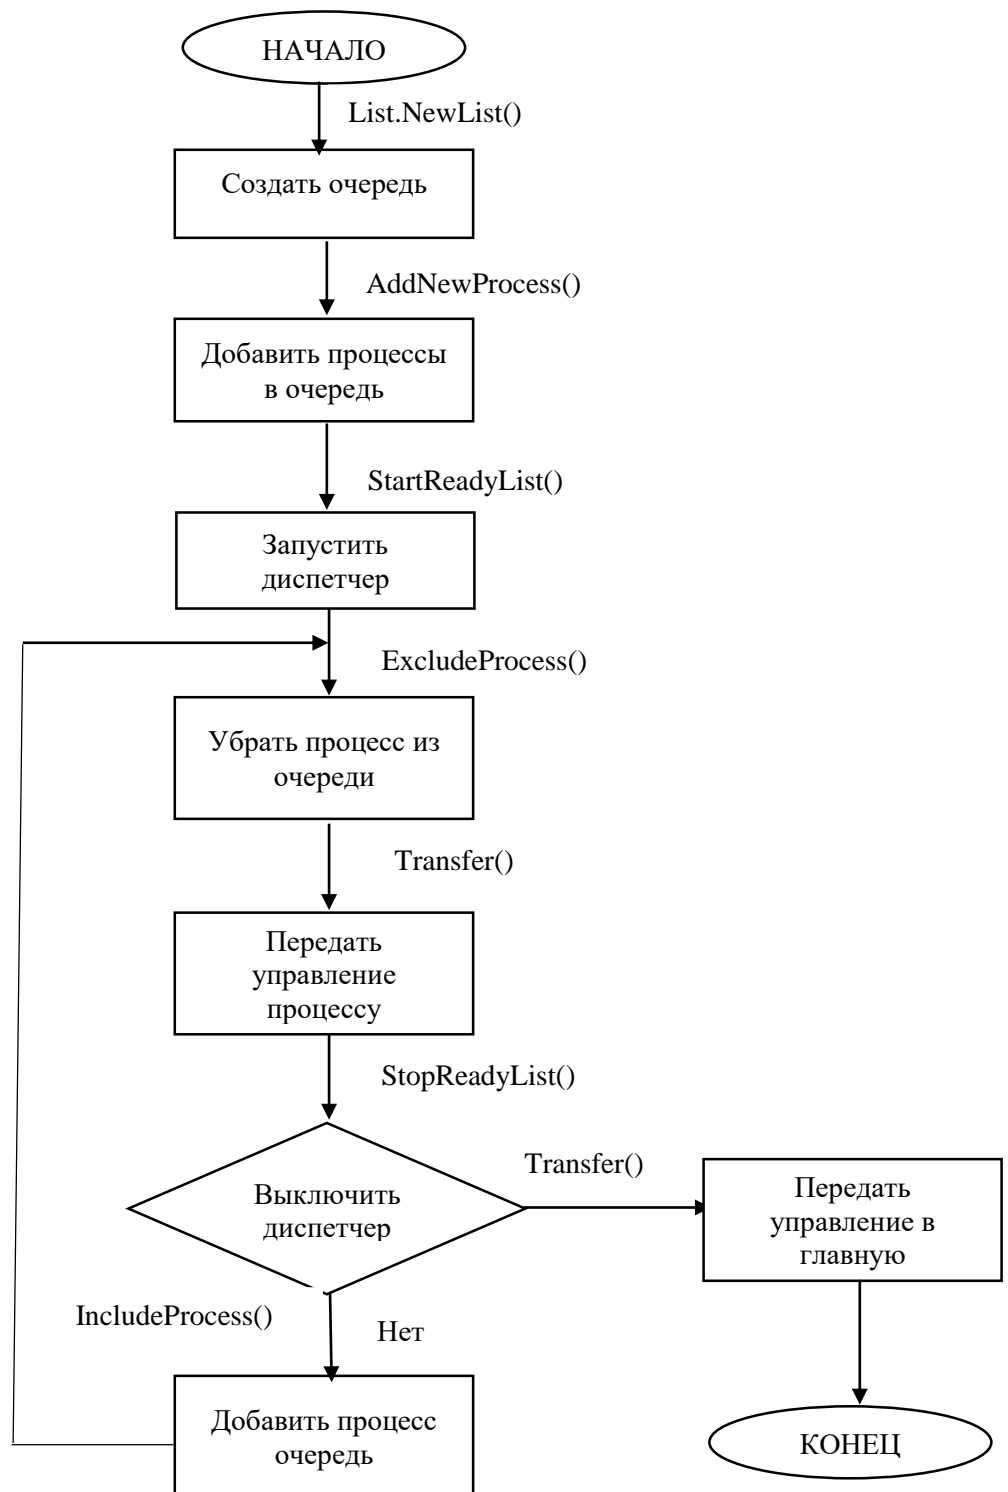 НАЧАЛО
List.NewList()
Создать очередь
AddNewProcess()
Добавить процессы
в очередь
StartReadyList()
Запустить
диспетчер
ExcludeProcess()
Убрать процесс из
очереди
Transfer()
Передать
управление
процессу
StopReadyList()
Выключить
диспетчер
Transfer()
Передать
управление в
главную
IncludeProcess()
Нет
Добавить процесс
очередь
КОНЕЦ